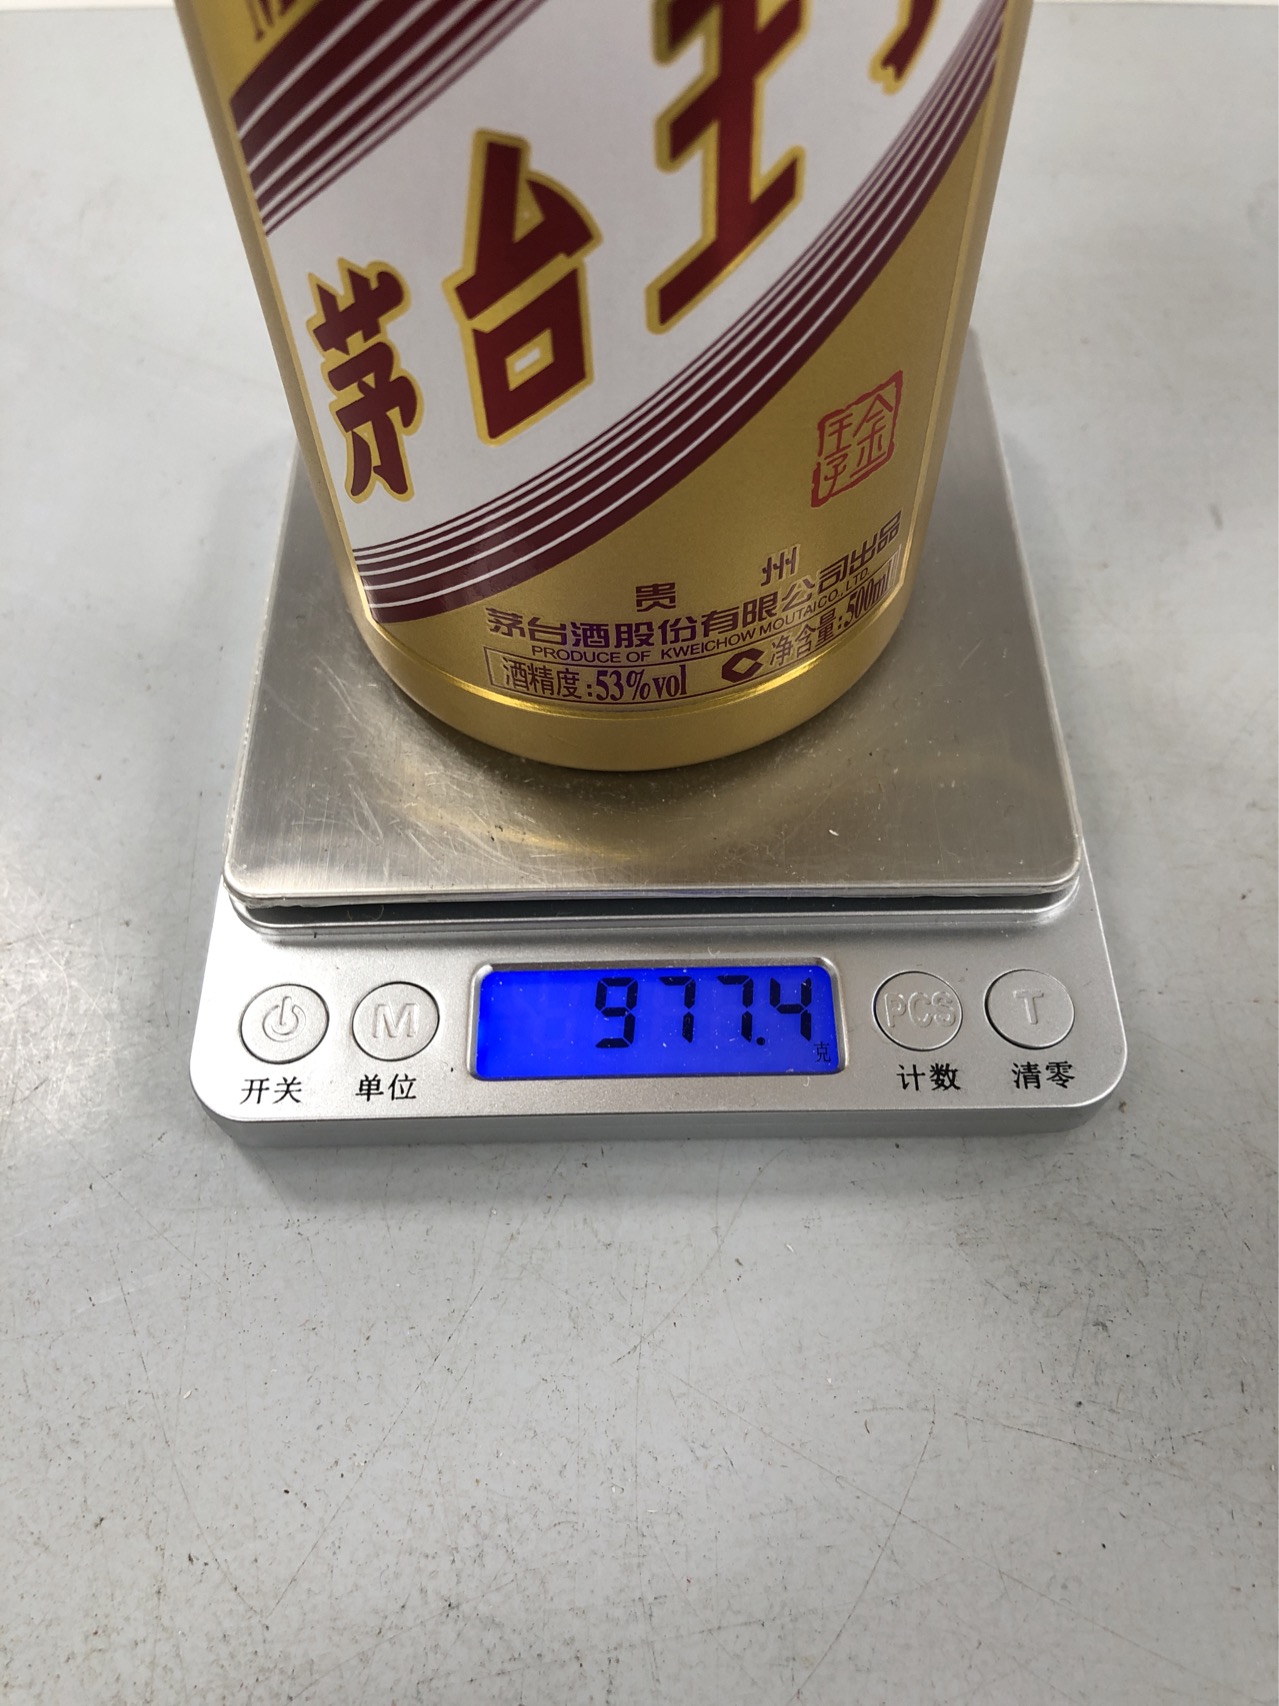 茅台王
金王子
贵州
茅台酒股份有限公司出品
PRODUCE OF KWEICHOW MOUTAI CO., LTD.
酒精度:53%vol 净含量:500ml
977.4
克
M PCS T
开关 单位 计数 清零